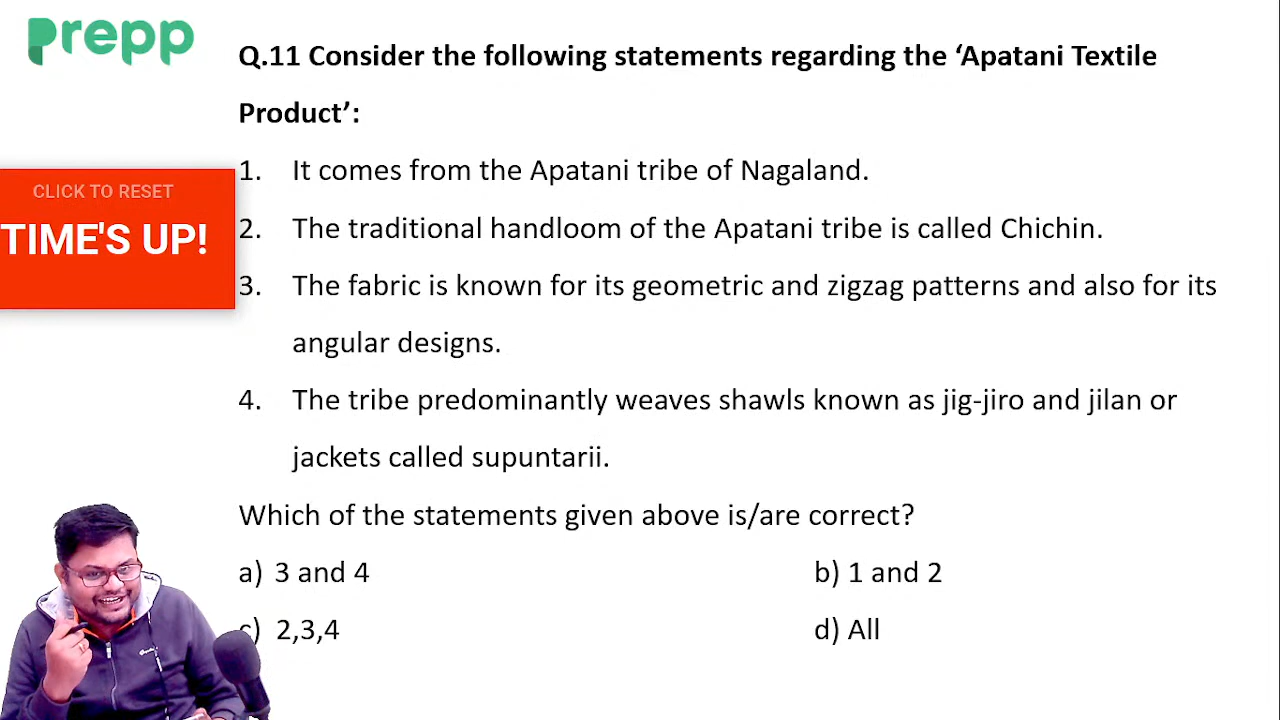 prepp
Q.11 Consider the following statements regarding the ‘Apatani Textile
Product’:
1. It comes from the Apatani tribe of Nagaland.
CLICK TO RESET
TIME'S UP!
2. The traditional handloom of the Apatani tribe is called Chichin.
3. The fabric is known for its geometric and zigzag patterns and also for its
angular designs.
4. The tribe predominantly weaves shawls known as jig-jiro and jilan or
jackets called supuntarii.
Which of the statements given above is/are correct?
a) 3 and 4
b) 1 and 2
c) 2,3,4
d) All